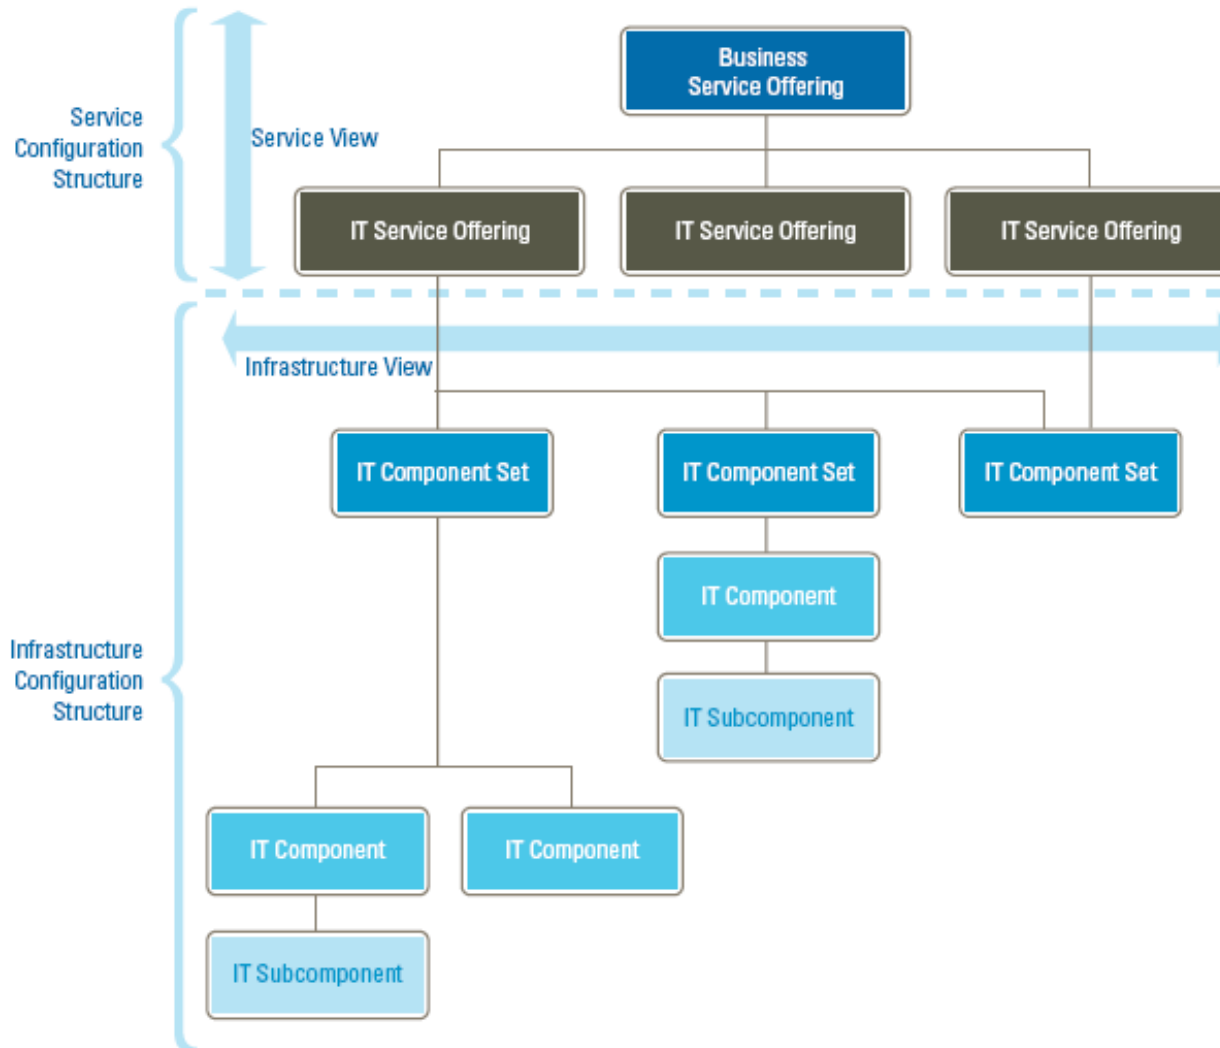 Business
Service Offering
Service
Configuration
Structure
Service View
IT Service Offering
IT Service Offering
IT Service Offering
Infrastructure View
IT Component Set
IT Component Set
IT Component Set
IT Component
Infrastructure
Configuration
Structure
IT Subcomponent
IT Component
IT Component
IT Subcomponent